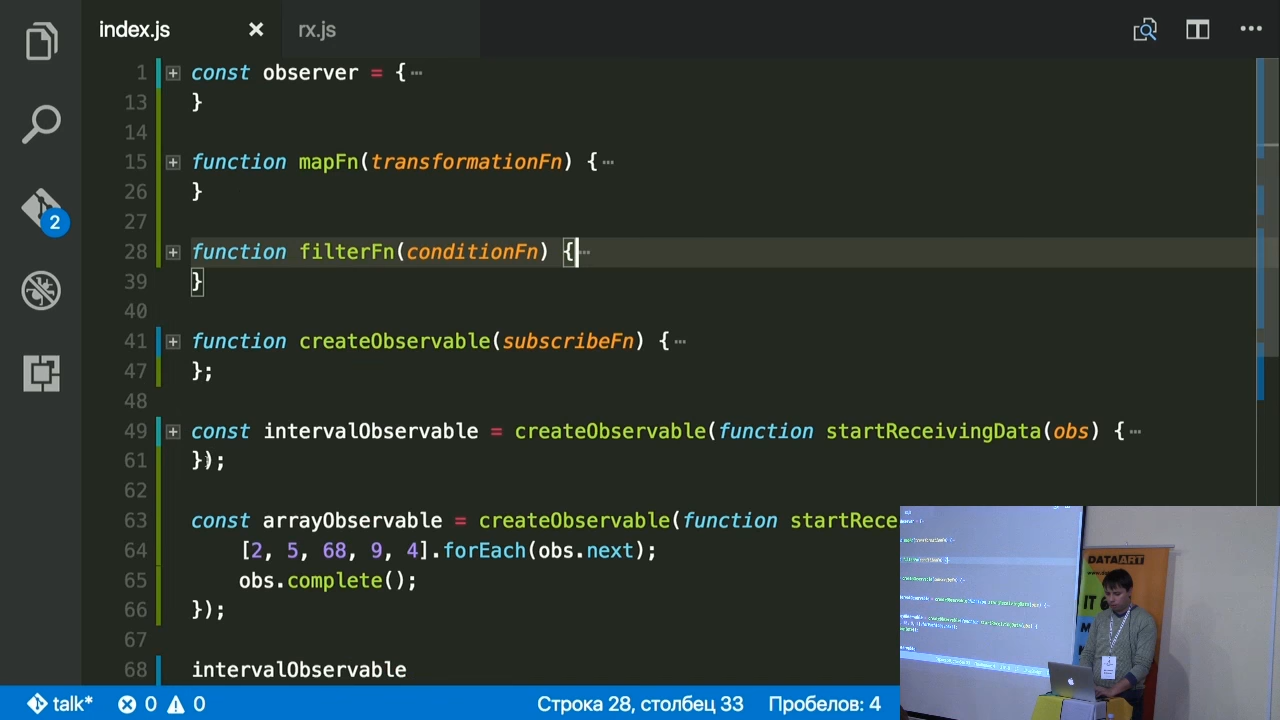 index.js × rx.js
1 const observer = {
13 }
14
15 function mapFn(transformationFn) {
26 }
27
28 function filterFn(conditionFn) {
39 }
40
41 function createObservable(subscribeFn) {
47 };
48
49 const intervalObservable = createObservable(function startReceivingData(obs) {
61 });
62
63 const arrayObservable = createObservable(function startRece
64 [2, 5, 68, 9, 4].forEach(obs.next);
65 obs.complete();
66 });
67
68 intervalObservable
2
talk* 0 0 Строка 28, столбец 33 Пробелов: 4
DATAART
IT